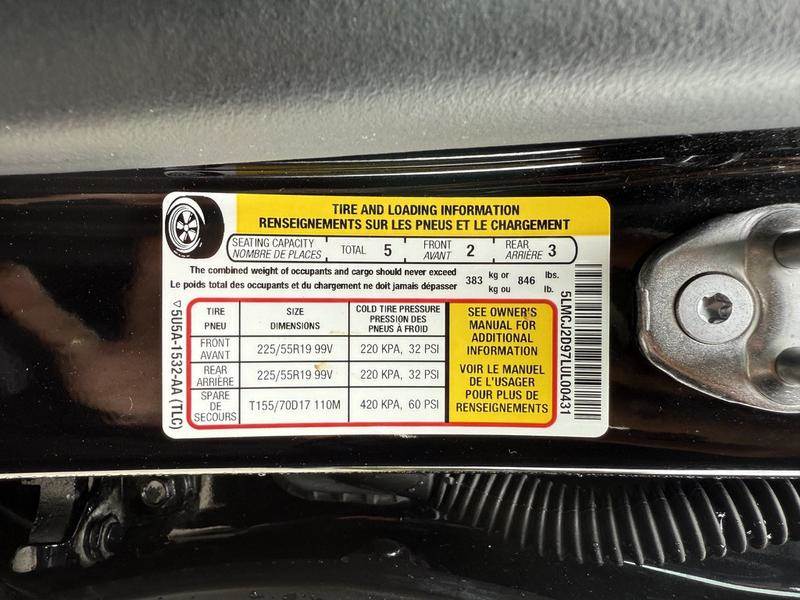 TIRE AND LOADING INFORMATION
RENSEIGNEMENTS SUR LES PNEUS ET LE CHARGEMENT
SEATING CAPACITY
NOMBRE DE PLACES
TOTAL 5
FRONT
AVANT
2
REAR
ARRIÈRE
3
The combined weight of occupants and cargo should never exceed 383 kg or 846 lbs.
Le poids total des occupants et du chargement ne doit jamais dépasser kg ou lb.
TIRE
PNEU
SIZE
DIMENSIONS
COLD TIRE PRESSURE
PRESSION DES
PNEUS À FROID
FRONT
AVANT
225/55R19 99V
220 KPA, 32 PSI
REAR
ARRIÈRE
225/55R19 99V
220 KPA, 32 PSI
SPARE
DE
SECOURS
T155/70D17 110M
420 KPA, 60 PSI
SEE OWNER'S
MANUAL FOR
ADDITIONAL
INFORMATION
VOIR LE MANUEL
DE L'USAGER
POUR PLUS DE
RENSEIGNEMENTS
5LMCJ2D97LUL00431
▽5U5A-1532-AA (TLC)